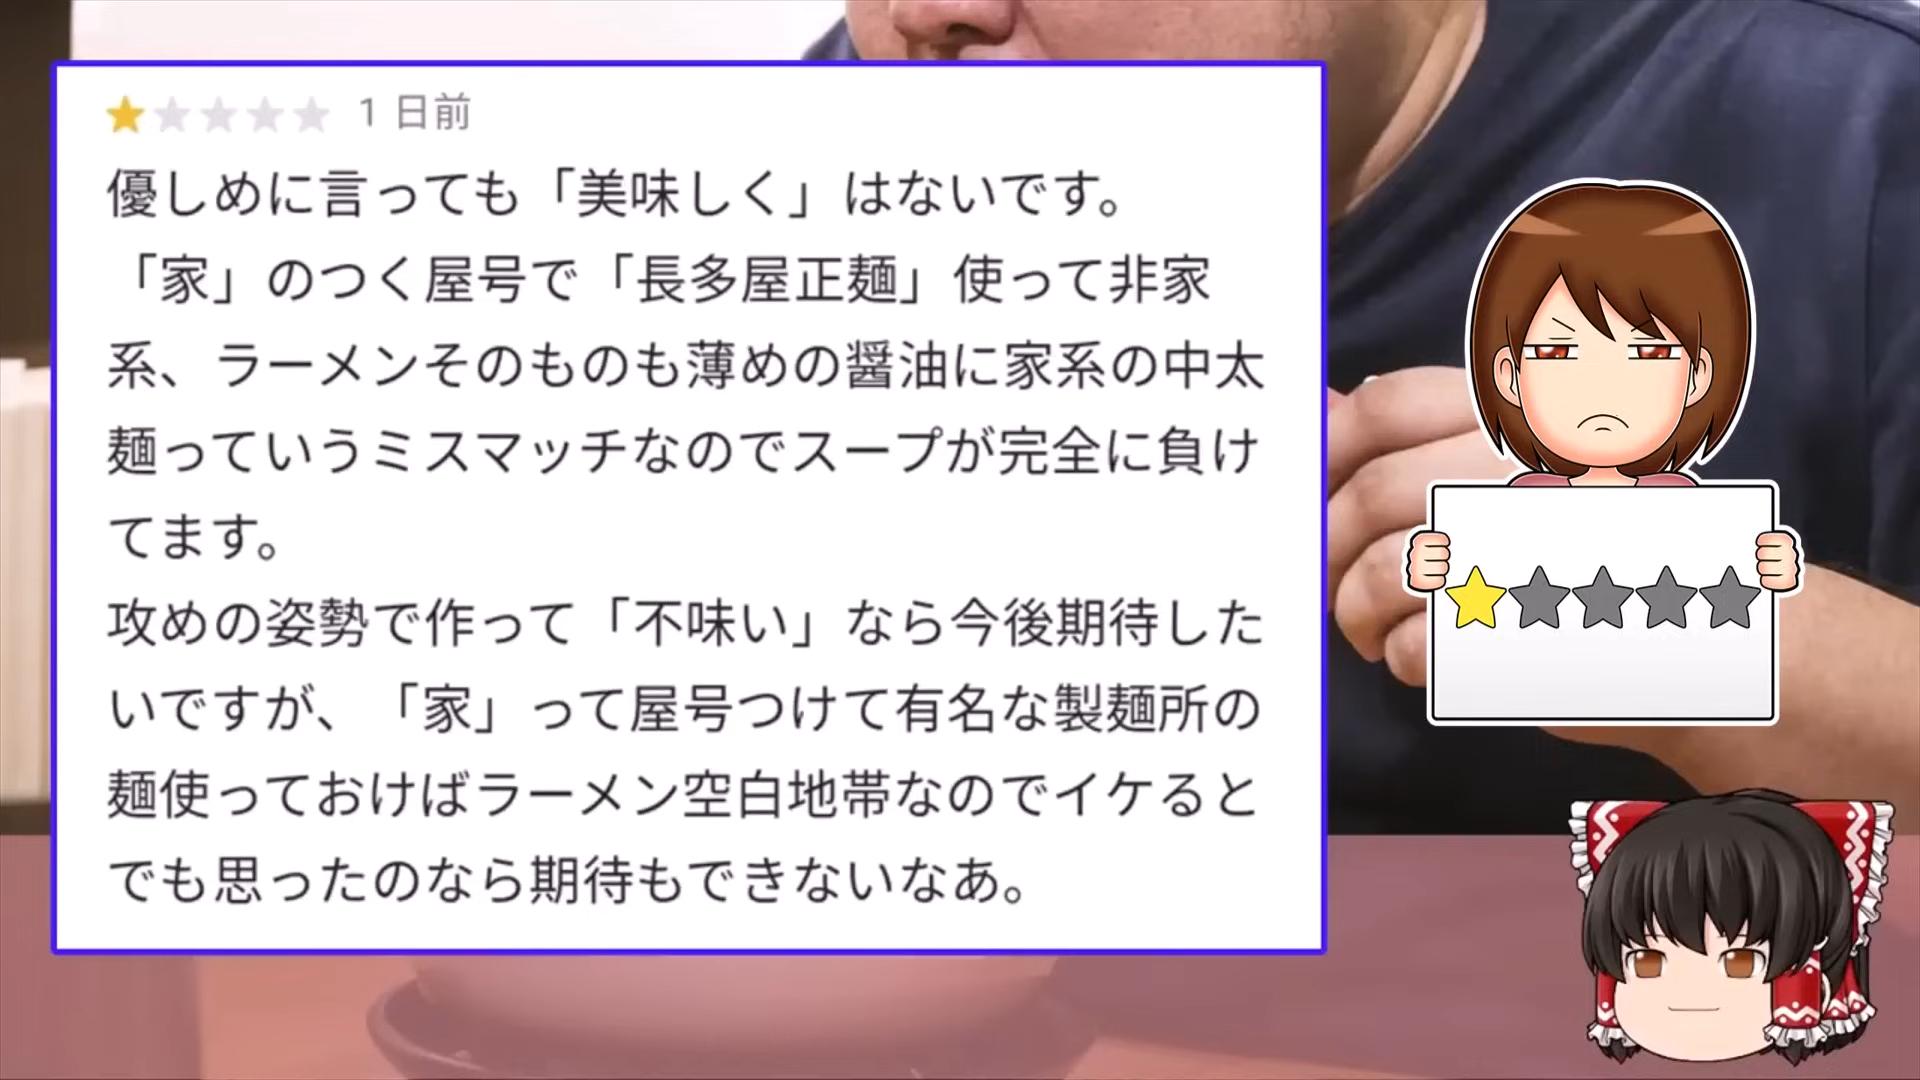 1 日前
優しめに言っても「美味しく」はないです。
「家」のつく屋号で「長多屋正麺」使って非家
系、ラーメンそのものも薄めの醤油に家系の中太
麺っていうミスマッチなのでスープが完全に負け
てます。
攻めの姿勢で作って「不味い」なら今後期待した
いですが、「家」って屋号つけて有名な製麺所の
麺使っておけばラーメン空白地帯なのでイケると
でも思ったのなら期待もできないなあ。